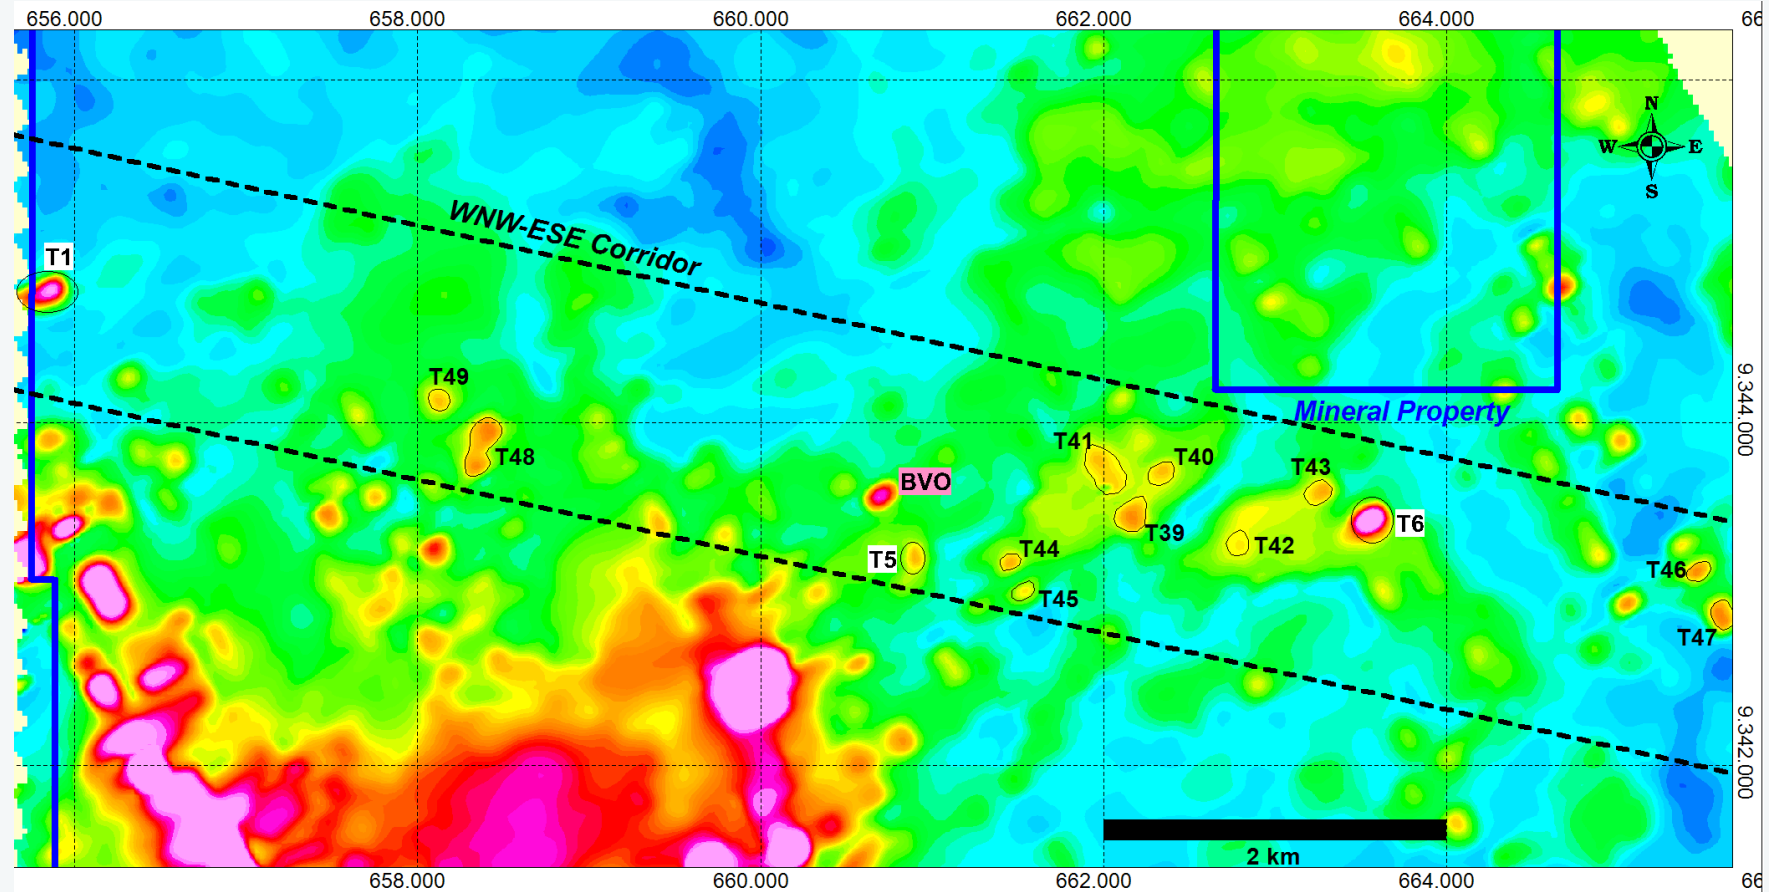 656.000 658.000 660.000 662.000 664.000 66
N
W E
S
WNW-ESE Corridor
T1
T49
9.344.000
Mineral Property
T41
T40
T48
T43
BVO
T6
T39
T42
T44
T5
T46
T45
T47
9.342.000
2 km
658.000 660.000 662.000 664.000 66